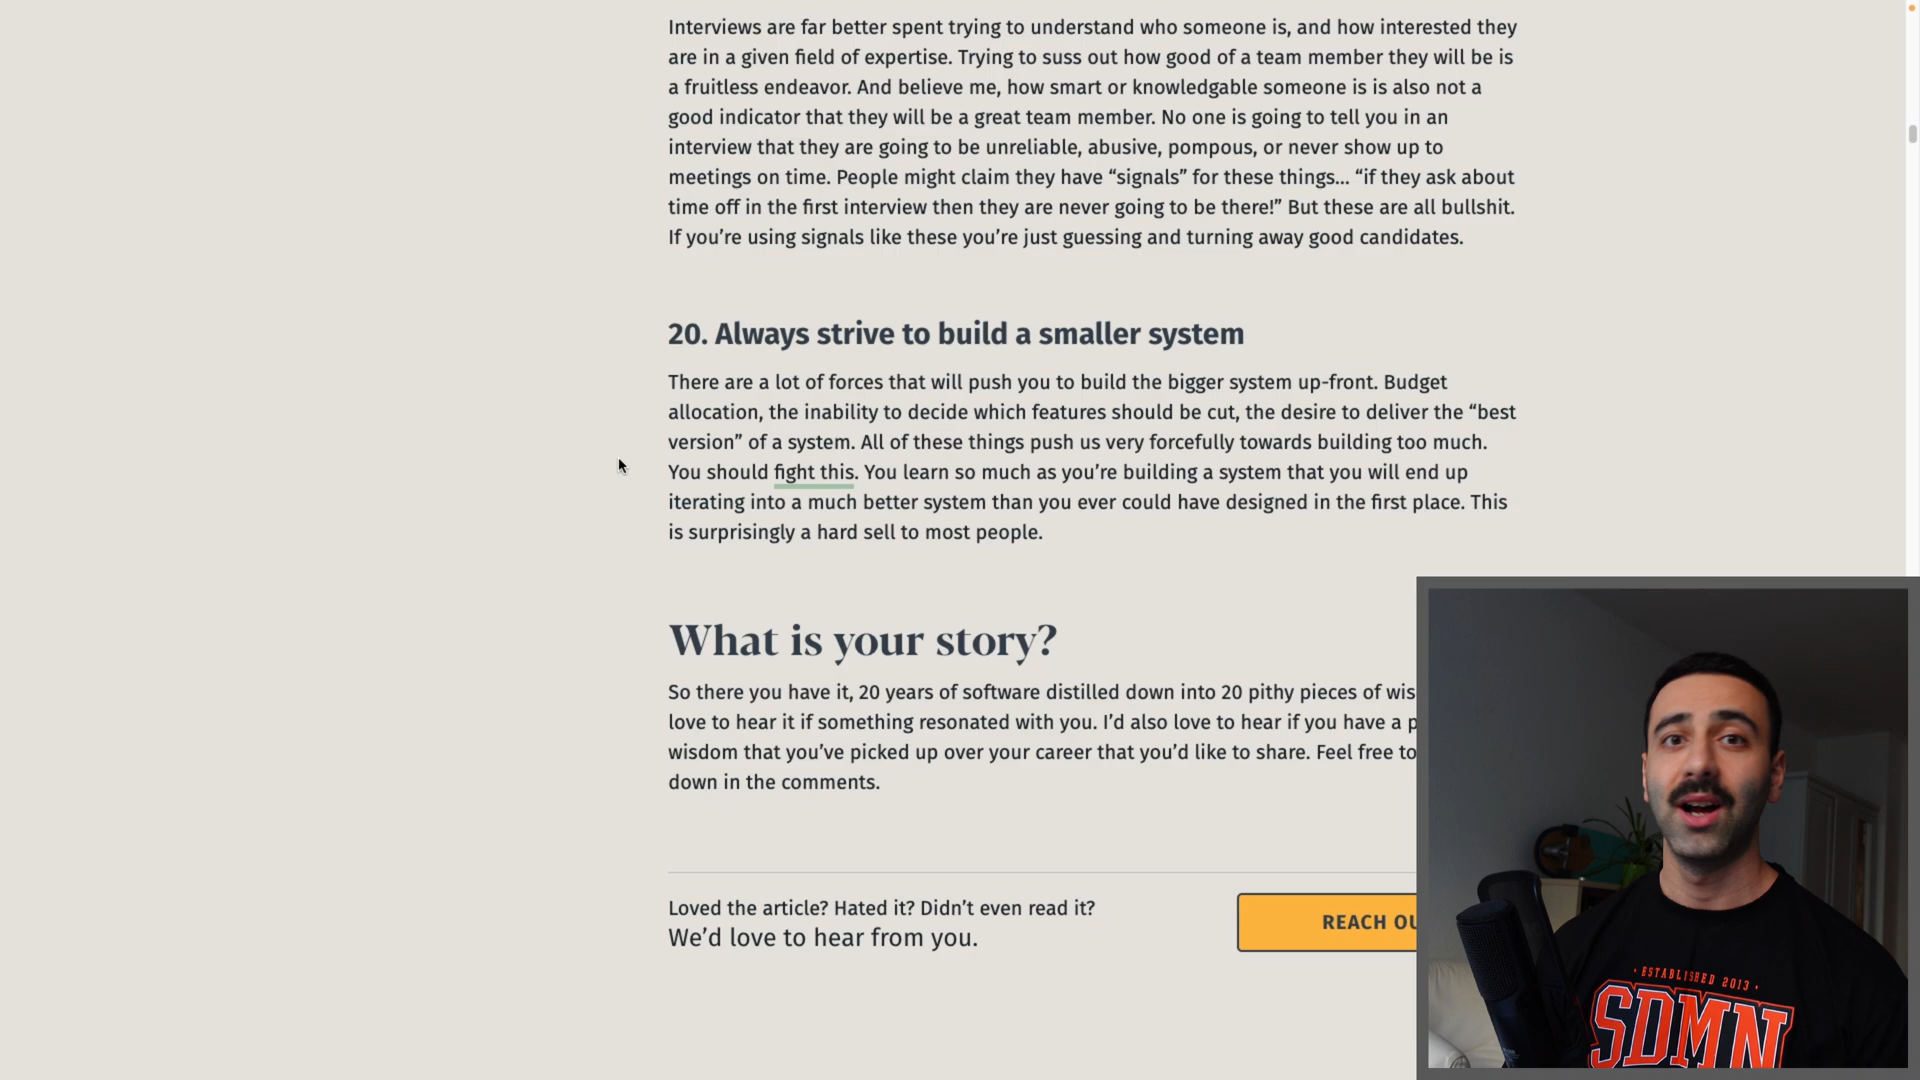 Interviews are far better spent trying to understand who someone is, and how interested they
are in a given field of expertise. Trying to suss out how good of a team member they will be is
a fruitless endeavor. And believe me, how smart or knowledgable someone is is also not a
good indicator that they will be a great team member. No one is going to tell you in an
interview that they are going to be unreliable, abusive, pompous, or never show up to
meetings on time. People might claim they have “signals” for these things… “if they ask about
time off in the first interview then they are never going to be there!” But these are all bullshit.
If you’re using signals like these you’re just guessing and turning away good candidates.
20. Always strive to build a smaller system
There are a lot of forces that will push you to build the bigger system up-front. Budget
allocation, the inability to decide which features should be cut, the desire to deliver the “best
version” of a system. All of these things push us very forcefully towards building too much.
You should fight this. You learn so much as you’re building a system that you will end up
iterating into a much better system than you ever could have designed in the first place. This
is surprisingly a hard sell to most people.
What is your story?
So there you have it, 20 years of software distilled down into 20 pithy pieces of wis
love to hear it if something resonated with you. I’d also love to hear if you have a p
wisdom that you’ve picked up over your career that you’d like to share. Feel free to
down in the comments.
Loved the article? Hated it? Didn’t even read it?
We’d love to hear from you.
REACH OU
· ESTABLISHED 2013 ·
SDMN